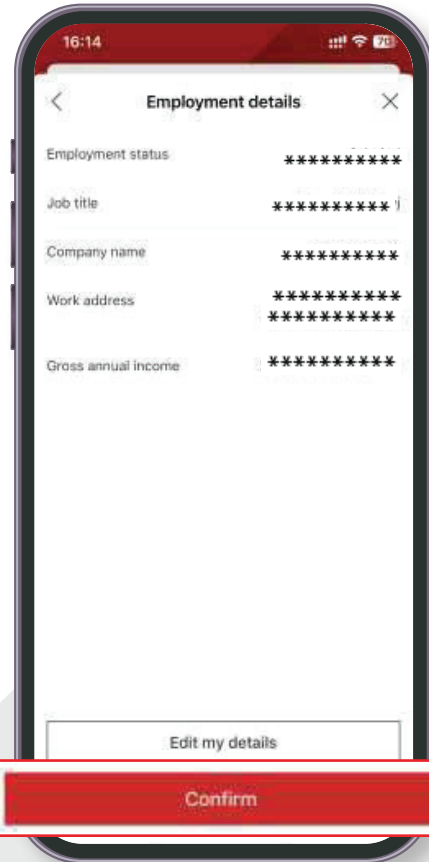 16:14
70
Employment details
Employment status **********
Job title **********
Company name **********
Work address **********
**********
Gross annual income **********
Edit my details
Confirm